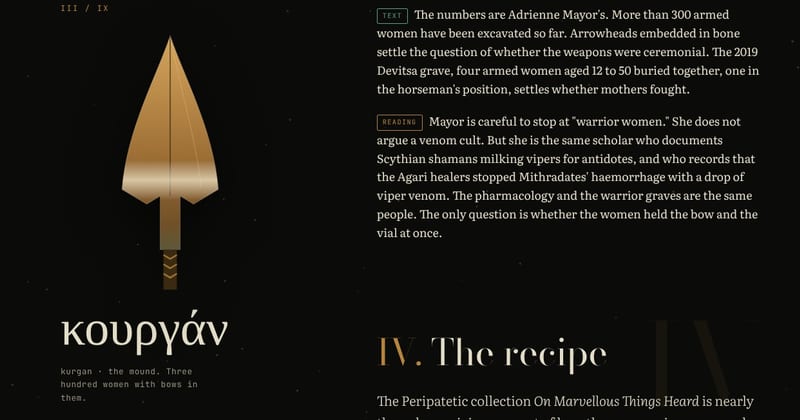 III / IX
κουργάν
kurgan · the mound. Three
hundred women with bows in
them.
TEXT The numbers are Adrienne Mayor's. More than 300 armed
women have been excavated so far. Arrowheads embedded in bone
settle the question of whether the weapons were ceremonial. The 2019
Devitsa grave, four armed women aged 12 to 50 buried together, one in
the horseman's position, settles whether mothers fought.
READING Mayor is careful to stop at "warrior women." She does not
argue a venom cult. But she is the same scholar who documents
Scythian shamans milking vipers for antidotes, and who records that
the Agari healers stopped Mithradates' haemorrhage with a drop of
viper venom. The pharmacology and the warrior graves are the same
people. The only question is whether the women held the bow and the
vial at once.
IV
IV. The recipe
The Peripatetic collection On Marvellous Things Heard is nearly